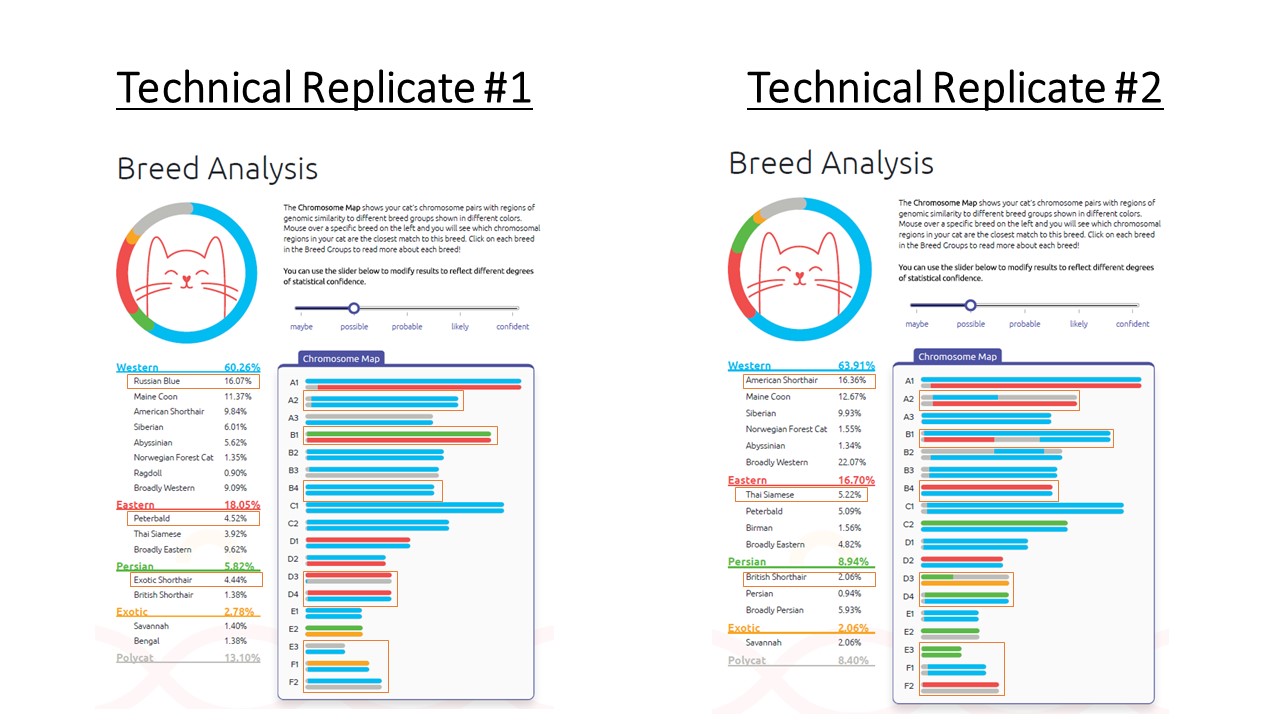 Technical Replicate #1
Breed Analysis
The Chromosome Map shows your cat's chromosome pairs with regions of
genomic similarity to different breed groups shown in different colors.
Mouse over a specific breed on the left and you will see which chromosomal
regions in your cat are the closest match to this breed. Click on each breed
in the Breed Groups to read more about each breed!
You can use the slider below to modify results to reflect different degrees
of statistical confidence.
maybe possible probable likely confident
Western 60.26%
Russian Blue 16.07%
Maine Coon 11.37%
American Shorthair 9.84%
Siberian 6.01%
Abyssinian 5.62%
Norwegian Forest Cat 1.35%
Ragdoll 0.90%
Broadly Western 9.09%
Eastern 18.05%
Peterbald 4.52%
Thai Siamese 3.92%
Broadly Eastern 9.62%
Persian 5.82%
Exotic Shorthair 4.44%
British Shorthair 1.38%
Exotic 2.78%
Savannah 1.40%
Bengal 1.38%
Polycat 13.10%
Chromosome Map
A1
A2
A3
B1
B2
B3
B4
C1
C2
D1
D2
D3
D4
E1
E2
E3
F1
F2
Technical Replicate #2
Breed Analysis
The Chromosome Map shows your cat's chromosome pairs with regions of
genomic similarity to different breed groups shown in different colors.
Mouse over a specific breed on the left and you will see which chromosomal
regions in your cat are the closest match to this breed. Click on each breed
in the Breed Groups to read more about each breed!
You can use the slider below to modify results to reflect different degrees
of statistical confidence.
maybe possible probable likely confident
Western 63.91%
American Shorthair 16.36%
Maine Coon 12.67%
Siberian 9.93%
Norwegian Forest Cat 1.55%
Abyssinian 1.34%
Broadly Western 22.07%
Eastern 16.70%
Thai Siamese 5.22%
Peterbald 5.09%
Birman 1.56%
Broadly Eastern 4.82%
Persian 8.94%
British Shorthair 2.06%
Persian 0.94%
Broadly Persian 5.93%
Exotic 2.06%
Savannah 2.06%
Polycat 8.40%
Chromosome Map
A1
A2
A3
B1
B2
B3
B4
C1
C2
D1
D2
D3
D4
E1
E2
E3
F1
F2